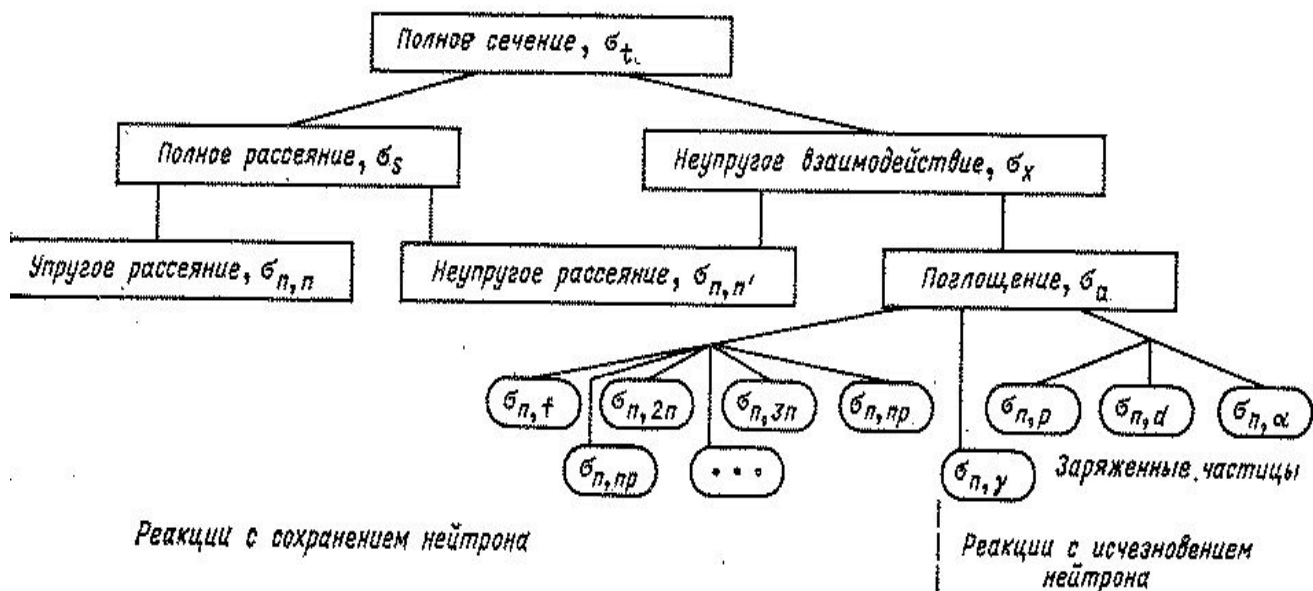 Полное сечение, σt
Полное рассеяние, σs
Неупругое взаимодействие, σx
Упругое рассеяние, σn,n
Неупругое рассеяние, σn,n'
Поглощение, σa
σn,f
σn,2n
σn,3n
σn,np
σn,p
σn,d
σn,α
σn,np
• • •
σn,γ
Заряженные частицы
Реакции с сохранением нейтрона
Реакции с исчезновением
нейтрона